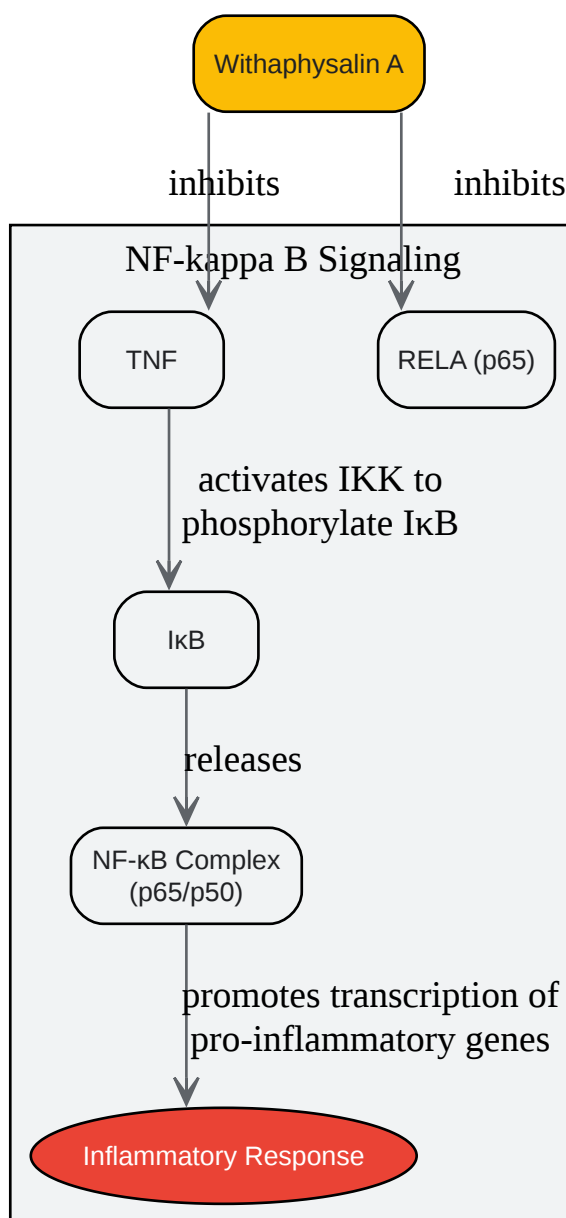 Withaphysalin A
inhibits
inhibits
NF-kappa B Signaling
TNF
RELA (p65)
activates IKK to
phosphorylate IκB
IκB
releases
NF-κB Complex
(p65/p50)
promotes transcription of
pro-inflammatory genes
Inflammatory Response